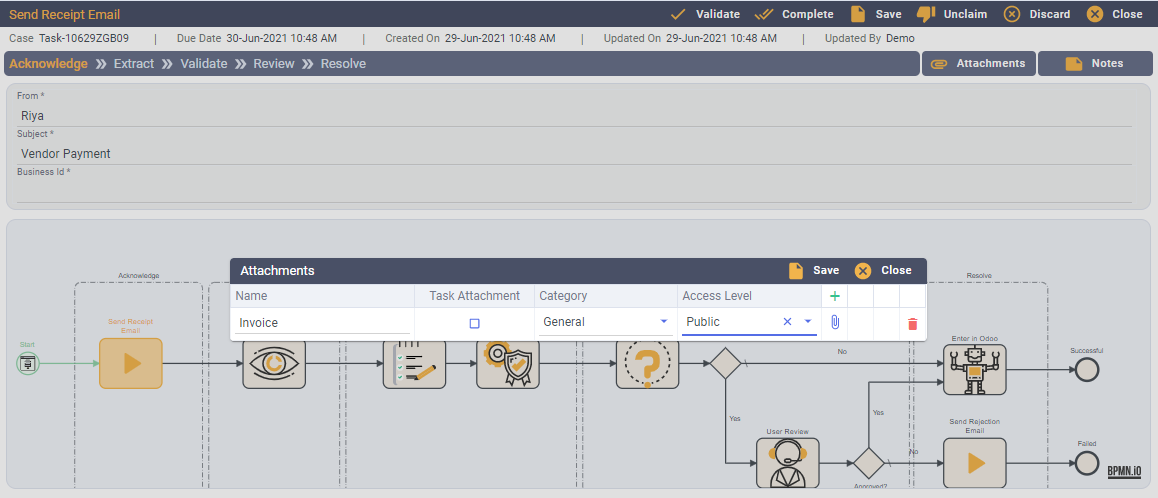 Send Receipt Email Validate Complete Save Unclaim Discard Close
Case Task-10629ZGB09 | Due Date 30-Jun-2021 10:48 AM | Created On 29-Jun-2021 10:48 AM | Updated On 29-Jun-2021 10:48 AM | Updated By Demo
Acknowledge » Extract » Validate » Review » Resolve Attachments Notes
From *
Riya
Subject *
Vendor Payment
Business Id *
Attachments Save Close
Acknowledge Resolve
Name Task Attachment Category Access Level
Invoice General Public
Send Receipt
Email
Start
Enter in Odoo
No
Successful
Yes
Yes
User Review
Send Rejection
Email
No
Failed
Approved?
BPMN.iO